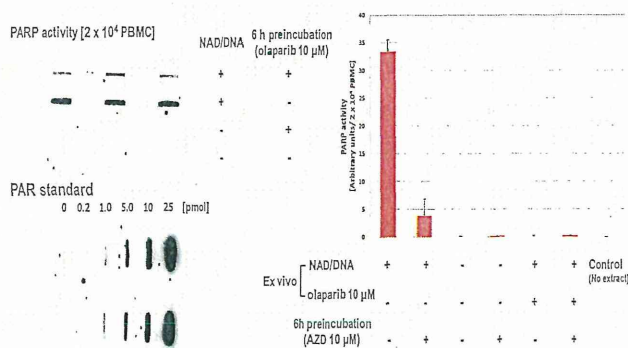 PARP activity [2 x 10⁴ PBMC]
NAD/DNA
6 h preincubation
(olaparib 10 µM)
+ +
+ -
- +
- -
PAR standard
0 0.2 1.0 5.0 10 25 [pmol]
PARP activity
[Arbitrary units/ 2 x 10⁴ PBMC]
40
35
30
25
20
15
10
5
0
Ex vivo
NAD/DNA + + - - + + Control
(No extract)
olaparib 10 µM - - - - + +
6h preincubation
(AZD 10 µM) - + - + - +